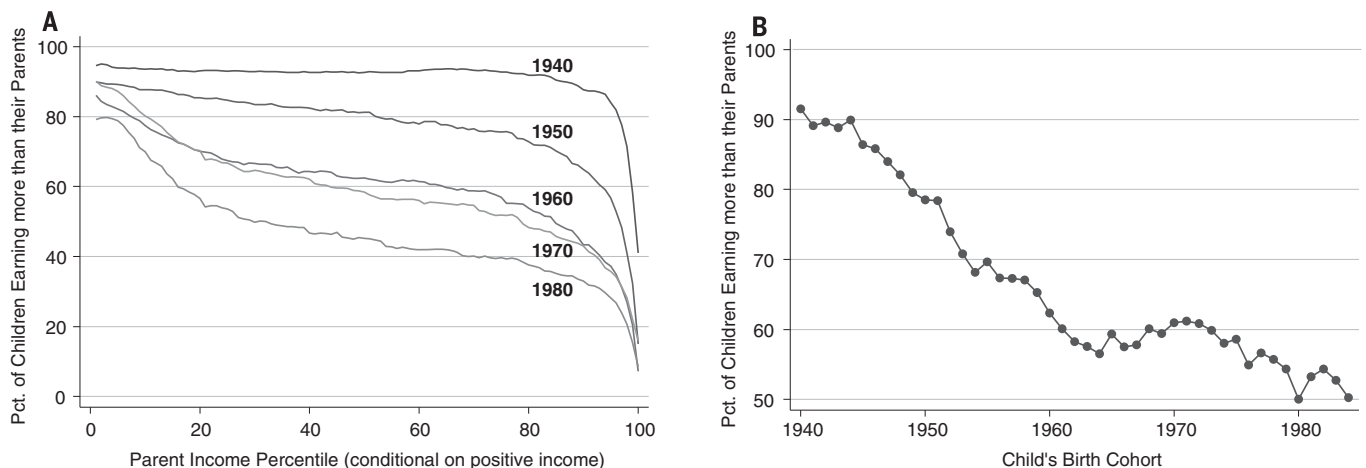 A
Pct. of Children Earning more than their Parents
100
80
60
40
20
0
1940
1950
1960
1970
1980
0 20 40 60 80 100
Parent Income Percentile (conditional on positive income)
B
Pct. of Children Earning more than their Parents
100
90
80
70
60
50
1940 1950 1960 1970 1980
Child's Birth Cohort